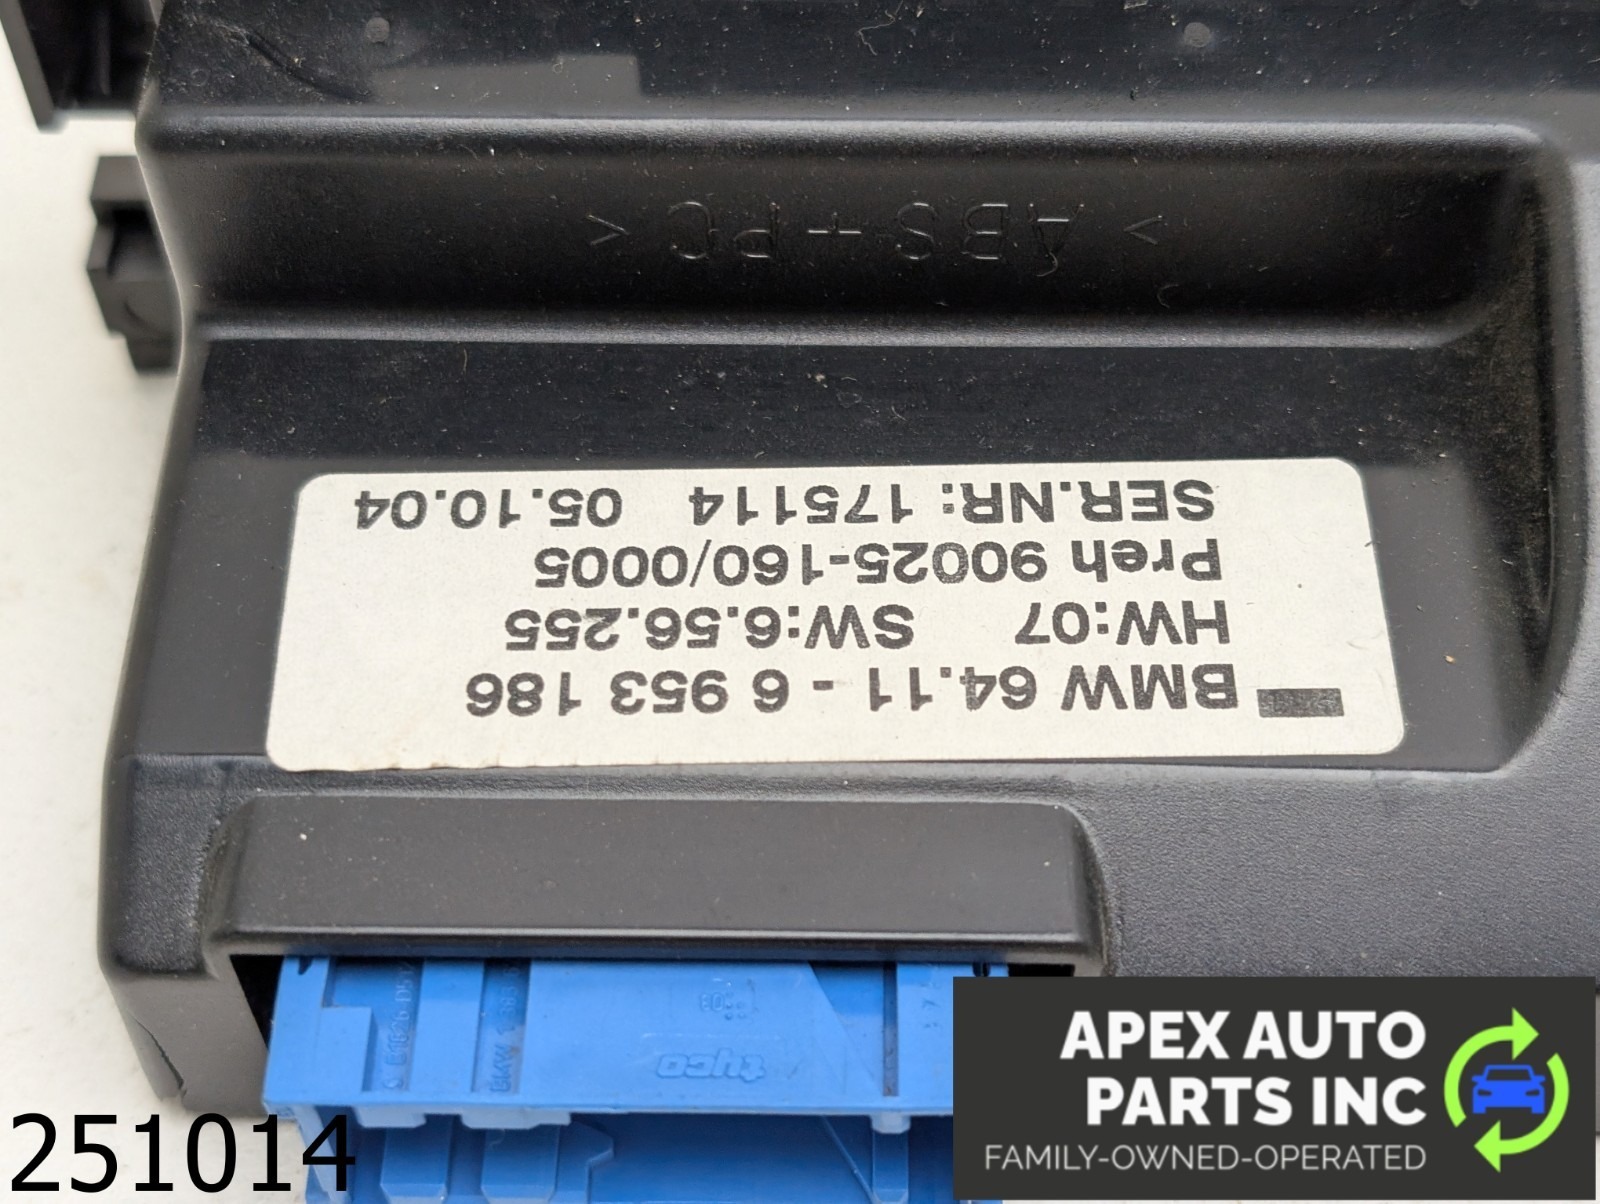 < ABS + PC >
BMW 64.11 - 6 953 186
HW:07 SW:6.56.255
Preh 90025-160/0005
SER.NR: 175114 05.10.04
tyco
APEX AUTO
PARTS INC
FAMILY-OWNED-OPERATED
251014